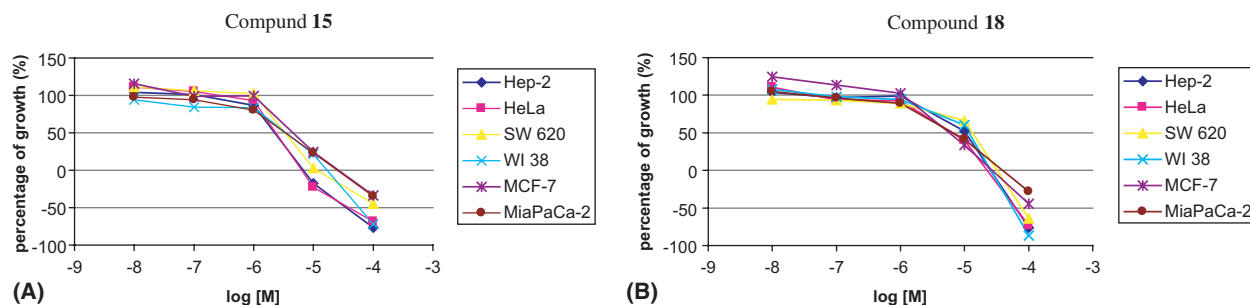 Compund 15
percentage of growth (%)
150
100
50
0
-50
-100
-9
-8
-7
-6
-5
-4
-3
log [M]
(A)
Hep-2
HeLa
SW 620
WI 38
MCF-7
MiaPaCa-2
Compound 18
percentage of growth (%)
150
100
50
0
-50
-100
-9
-8
-7
-6
-5
-4
-3
log [M]
(B)
Hep-2
HeLa
SW 620
WI 38
MCF-7
MiaPaCa-2